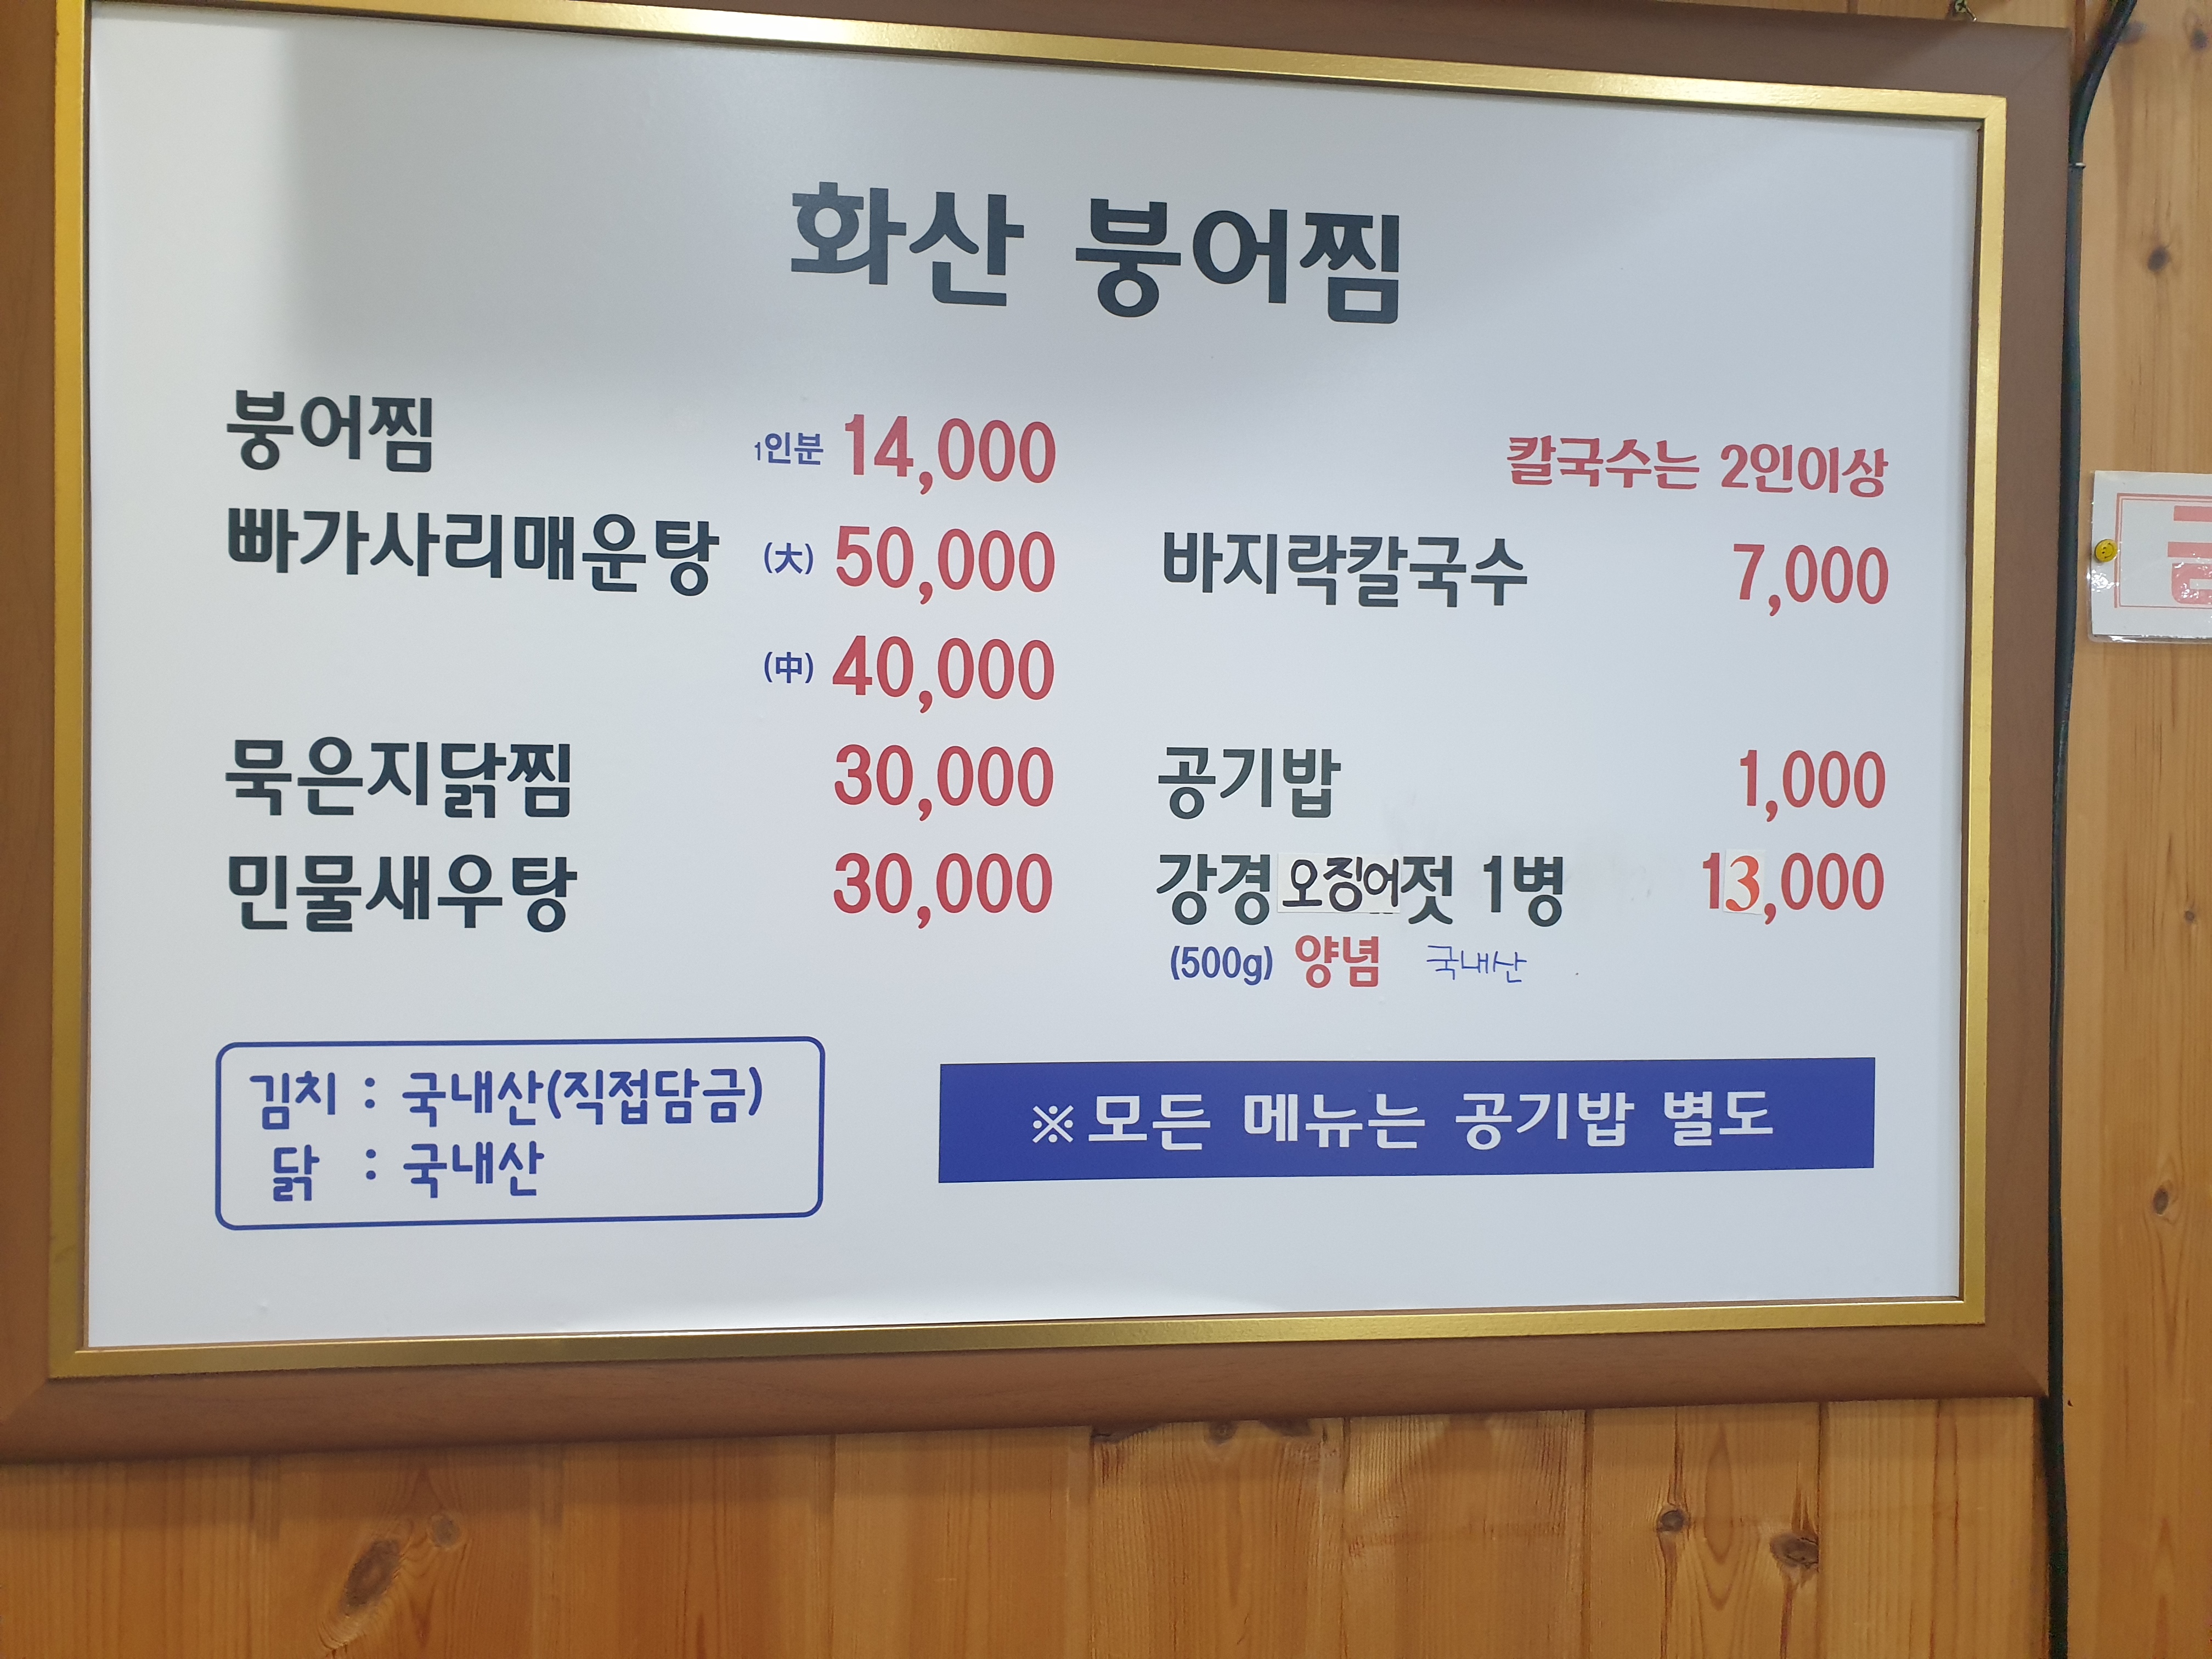 화산 붕어찜
붕어찜 1인분 14,000
빠가사리매운탕 (大) 50,000
(中) 40,000
묵은지닭찜 30,000
민물새우탕 30,000
칼국수는 2인이상
바지락칼국수 7,000
공기밥 1,000
강경오징어젓 1병 13,000
(500g) 양념 국내산
김치 : 국내산(직접담금)
닭 : 국내산
※모든 메뉴는 공기밥 별도